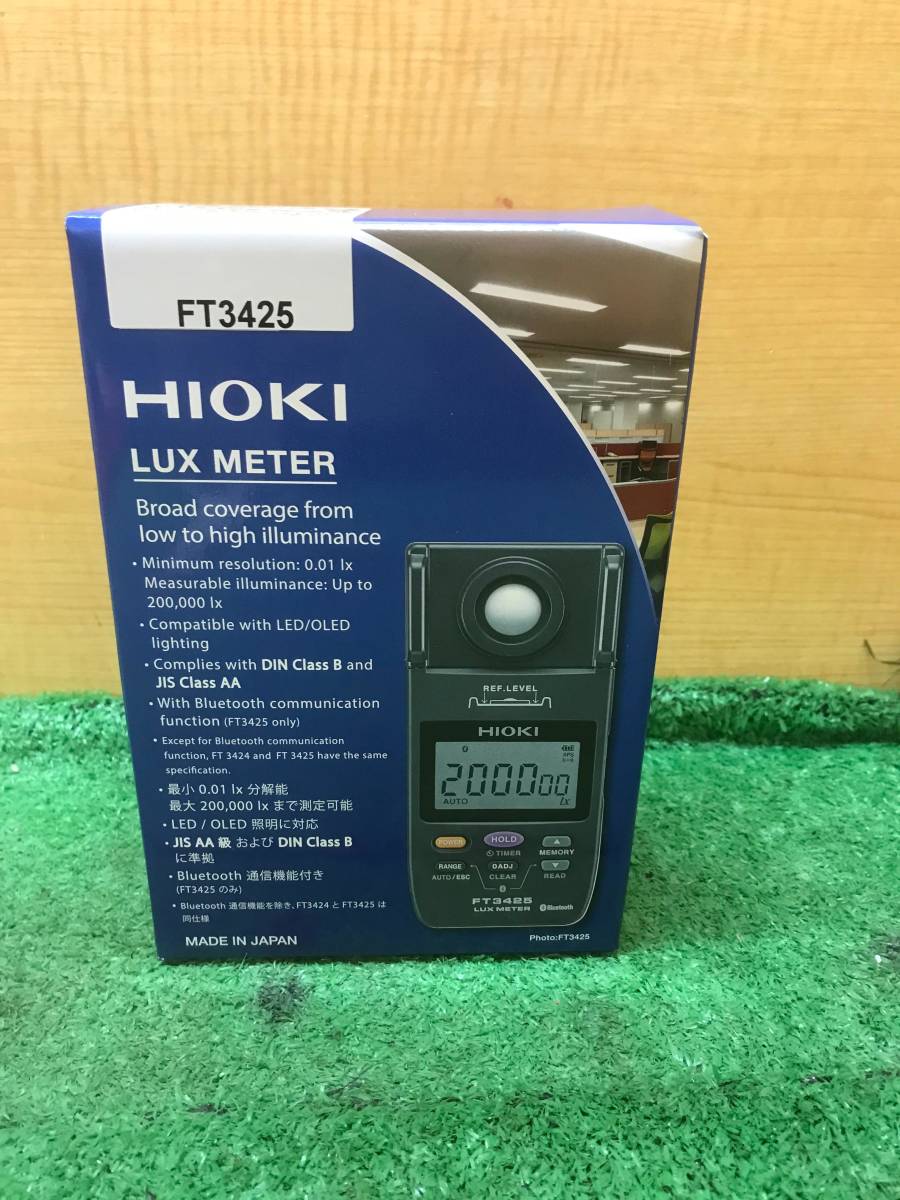 FT3425
HIOKI
LUX METER
Broad coverage from
low to high illuminance
• Minimum resolution: 0.01 lx
Measurable illuminance: Up to
200,000 lx
• Compatible with LED/OLED
lighting
• Complies with DIN Class B and
JIS Class AA
• With Bluetooth communication
function (FT3425 only)
• Except for Bluetooth communication
function, FT 3424 and FT 3425 have the same
specification.
• 最小 0.01 lx 分解能
最大 200,000 lx まで測定可能
• LED / OLED 照明に対応
• JIS AA 級 および DIN Class B
に準拠
• Bluetooth 通信機能付き
(FT3425 のみ)
• Bluetooth 通信機能を除き、FT3424 と FT3425 は
同仕様
MADE IN JAPAN
REF.LEVEL
HIOKI
200000
AUTO
lx
POWER
HOLD
TIMER
MEMORY
RANGE
0ADJ
AUTO/ESC
CLEAR
READ
FT3425
LUX METER
Bluetooth
Photo:FT3425